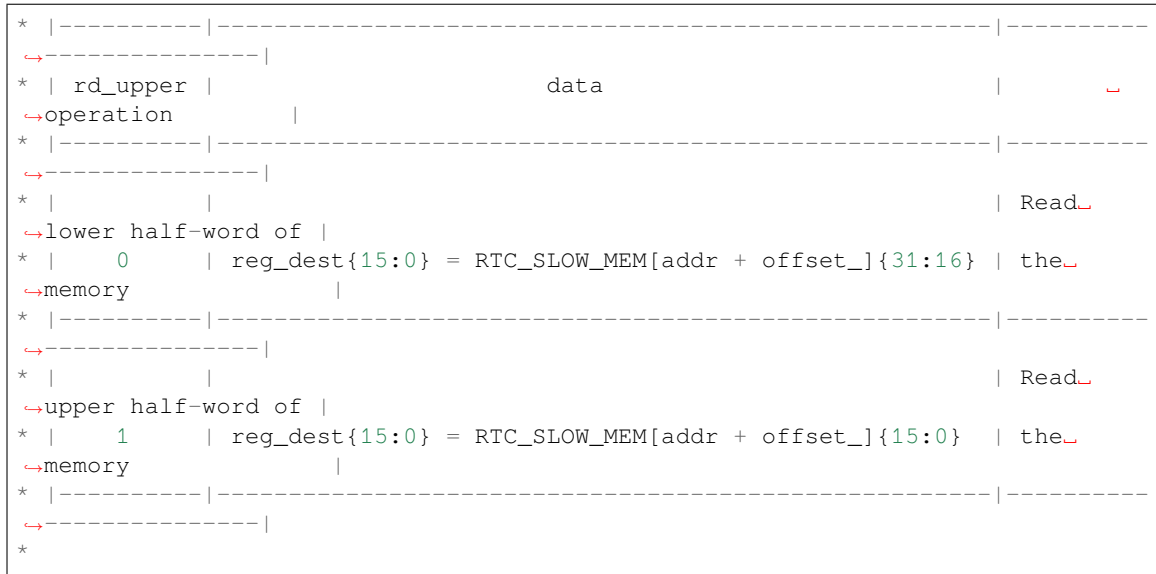 * |----------|-----------------------------------------------------|----------
↪---------------|
* | rd_upper |                       data                          |       ␣
↪operation        |
* |----------|-----------------------------------------------------|----------
↪---------------|
* |          |                                                     | Read␣
↪lower half-word of |
* |    0     | reg_dest{15:0} = RTC_SLOW_MEM[addr + offset_]{31:16} | the␣
↪memory              |
* |----------|-----------------------------------------------------|----------
↪---------------|
* |          |                                                     | Read␣
↪upper half-word of |
* |    1     | reg_dest{15:0} = RTC_SLOW_MEM[addr + offset_]{15:0}  | the␣
↪memory              |
* |----------|-----------------------------------------------------|----------
↪---------------|
*